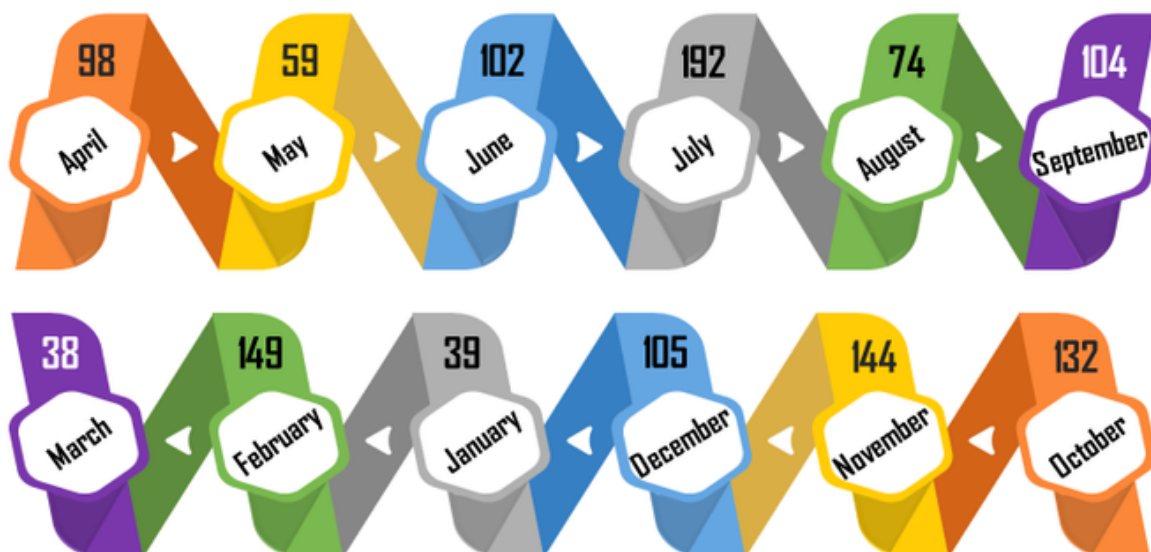 98 59 102 192 74 104
April May June July August September
38 149 39 105 144 132
March February January December November October